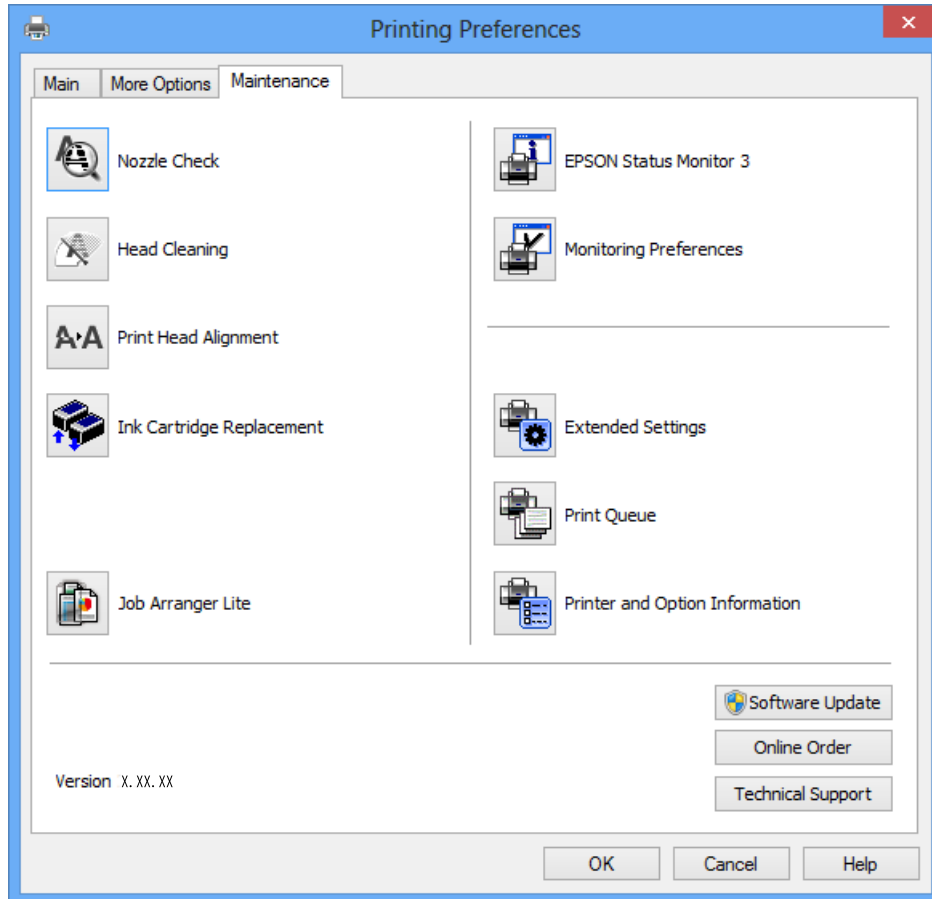 Printing Preferences
Main
More Options
Maintenance
Nozzle Check
Head Cleaning
A A Print Head Alignment
Ink Cartridge Replacement
Job Arranger Lite
EPSON Status Monitor 3
Monitoring Preferences
Extended Settings
Print Queue
Printer and Option Information
Software Update
Online Order
Version X.XX.XX
Technical Support
OK
Cancel
Help